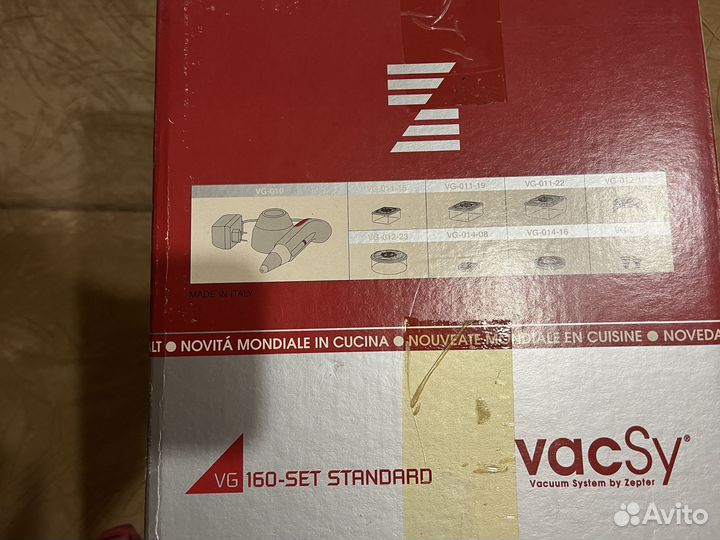 VG-010
VG-011-15 VG-011-19 VG-011-22
VG-012-23 VG-014-08 VG-014-16
MADE IN ITALY
LT ● NOVITÁ MONDIALE IN CUCINA ● NOUVEATE MONDIALE EN CUISINE ● NOVEDA
VG 160-SET STANDARD
vacSy®
Vacuum System by Zepter
Avito